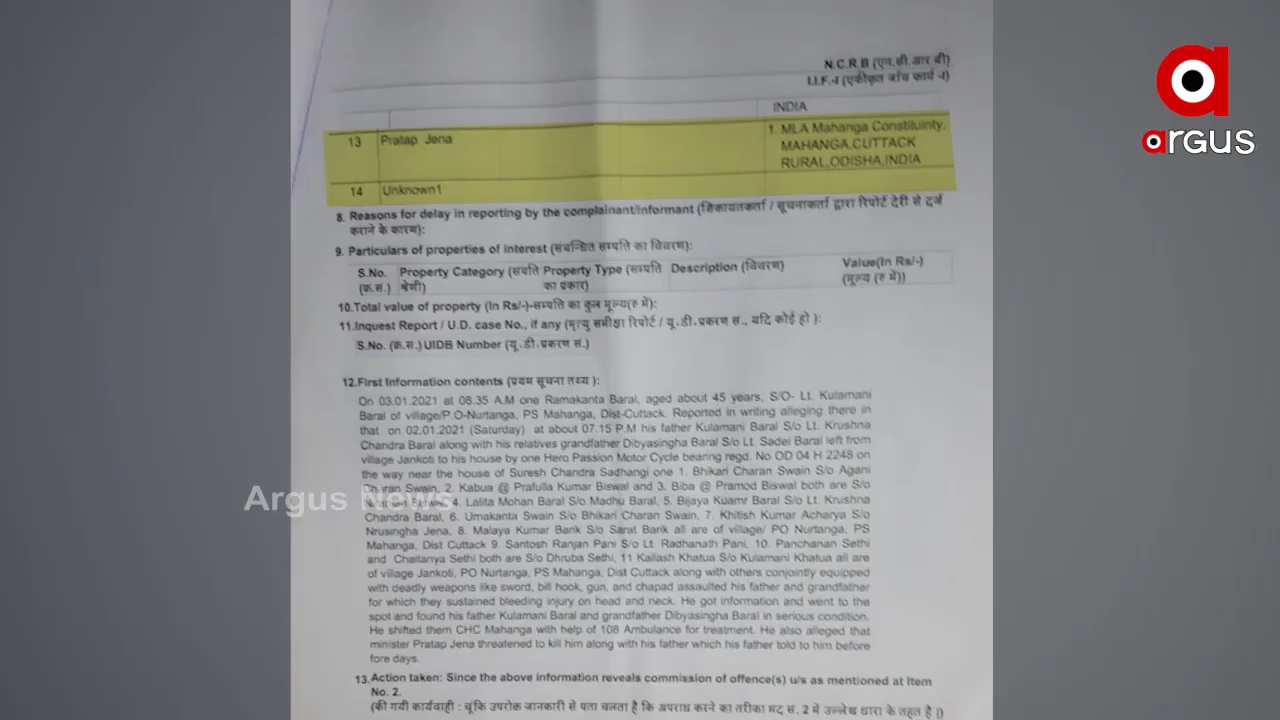 N.C.R.B (एन.सी.आर.बी)
I.I.F.-I (एकीकृत जाँच फार्म -I)
INDIA
13 Pratap Jena 1. MLA Mahanga Constituinty,
MAHANGA,CUTTACK
RURAL,ODISHA,INDIA
14 Unknown1
8. Reasons for delay in reporting by the complainant/informant (शिकायतकर्ता / सूचनाकर्ता द्वारा रिपोर्ट देरी से दर्ज
कराने के कारण):
9. Particulars of properties of interest (संबन्धित सम्पत्ति का विवरण):
S.No. Property Category (संपत्ति Property Type (सम्पत्ति Description (विवरण) Value(In Rs/-)
(क.स.) श्रेणी) का प्रकार) (मूल्य (रु में))
10.Total value of property (In Rs/-)-सम्पत्ति का कुल मूल्य(रु में):
11.Inquest Report / U.D. case No., if any (मृत्यु समीक्षा रिपोर्ट / यू.डी.प्रकरण सं., यदि कोई हो ):
S.No. (क्र.सं.) UIDB Number (यू.डी.प्रकरण सं.)
12.First Information contents (प्रथम सूचना तथ्य ):
On 03.01.2021 at 08.35 A.M one Ramakanta Baral, aged about 45 years, S/O- Lt. Kulamani
Baral of village/P.O-Nurtanga, PS Mahanga, Dist-Cuttack. Reported in writing alleging there in
that on 02.01.2021 (Saturday) at about 07.15 P.M his father Kulamani Baral S/o Lt. Krushna
Chandra Baral along with his relatives grandfather Dibyasingha Baral S/o Lt. Sadei Baral left from
village Jankoti to his house by one Hero Passion Motor Cycle bearing regd. No OD 04 H 2248 on
the way near the house of Suresh Chandra Sadhangi one 1. Bhikari Charan Swain S/o Agani
Swain, 2. Kabua @ Prafulla Kumar Biswal and 3. Biba @ Pramod Biswal both are S/o
4. Lalita Mohan Baral S/o Madhu Baral, 5. Bijaya Kuamr Baral S/o Lt. Krushna
Chandra Baral, 6. Umakanta Swain S/o Bhikari Charan Swain, 7. Khitish Kumar Acharya S/o
Nrusingha Jena, 8. Malaya Kumar Barik S/o Sarat Barik all are of village/ PO Nurtanga, PS
Mahanga, Dist Cuttack 9. Santosh Ranjan Pani S/o Lt. Radhanath Pani, 10. Panchanan Sethi
and Chaitanya Sethi both are S/o Dhruba Sethi, 11 Kailash Khatua S/o Kulamani Khatua all are
of village Jankoti, PO Nurtanga, PS Mahanga, Dist Cuttack along with others conjointly equipped
with deadly weapons like sword, bill hook, gun, and chapad assaulted his father and grandfather
for which they sustained bleeding injury on head and neck. He got information and went to the
spot and found his father Kulamani Baral and grandfather Dibyasingha Baral in serious condition.
He shifted them CHC Mahanga with help of 108 Ambulance for treatment. He also alleged that
minister Pratap Jena threatened to kill him along with his father which his father told to him before
fore days.
13. Action taken: Since the above information reveals commission of offence(s) u/s as mentioned at Item
No. 2.
(की गयी कार्यवाही : चूंकि उपरोक्त जानकारी से पता चलता है कि अपराध करने का तरीका मद सं. 2 में उल्लेख धारा के तहत है |)
argus
Argus News